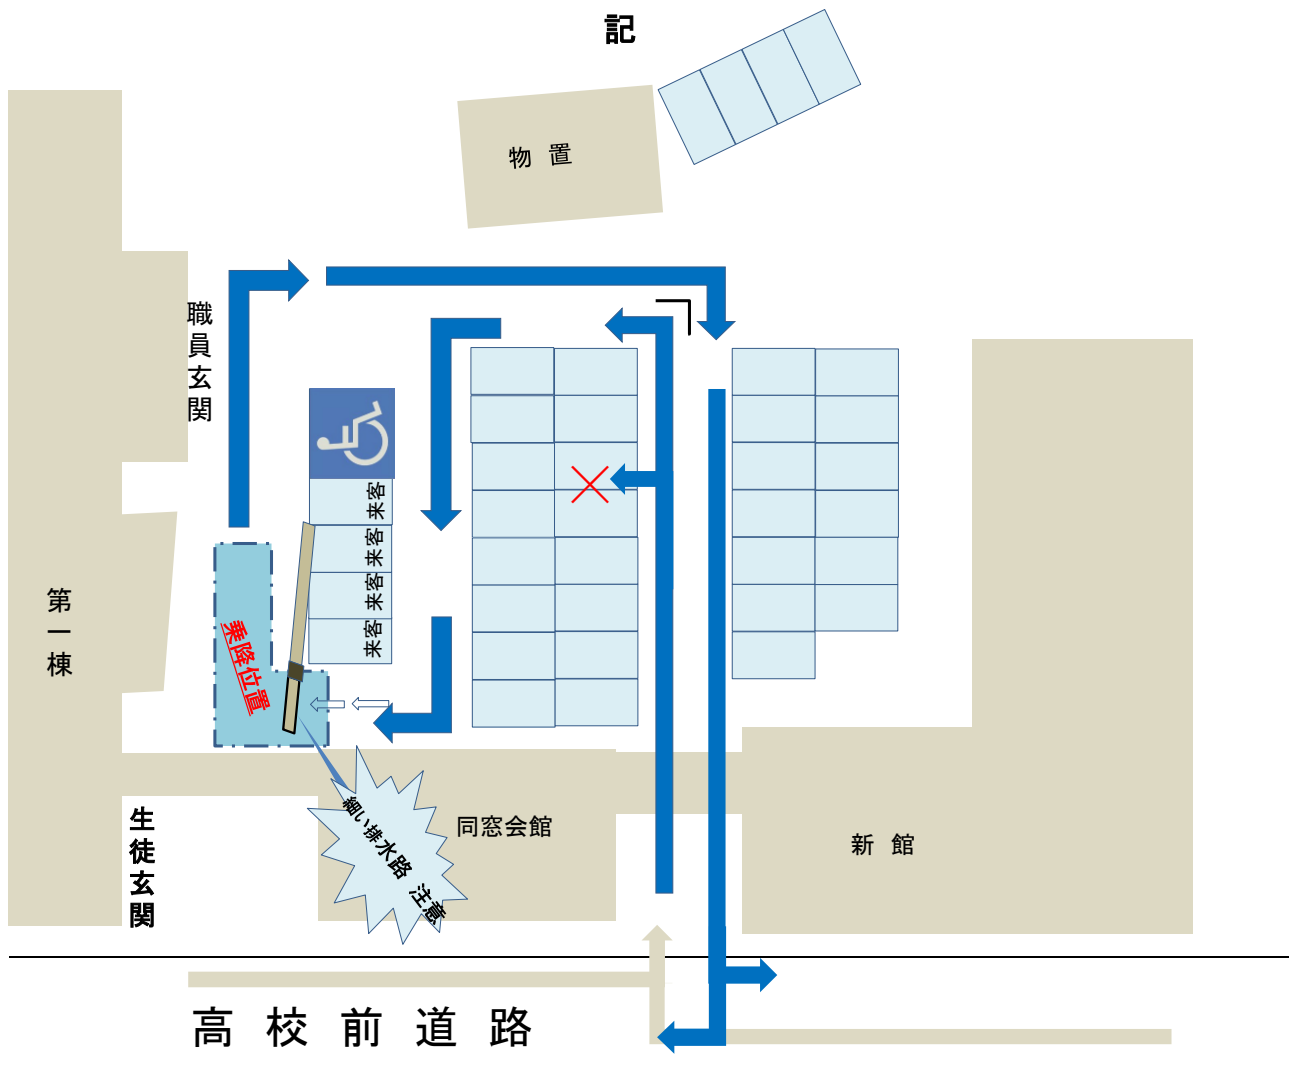 記
物 置
職員玄関
来客
来客
来客
来客
第一棟
乗降位置
細い排水路 注意
同窓会館
生徒玄関
新 館
高校前道路